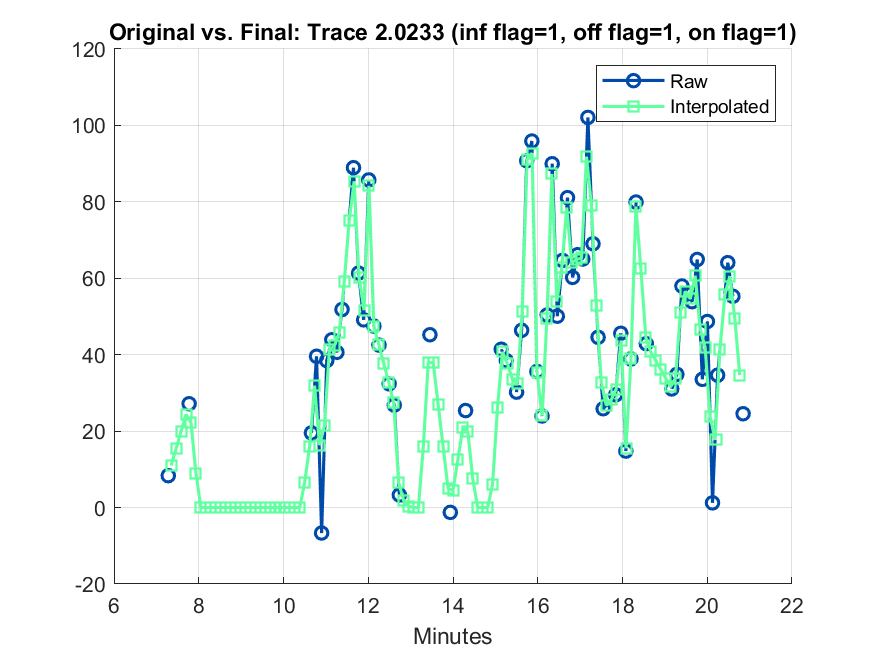 Original vs. Final: Trace 2.0233 (inf flag=1, off flag=1, on flag=1)
120
100
80
60
40
20
0
-20
Raw
Interpolated
6 8 10 12 14 16 18 20 22
Minutes